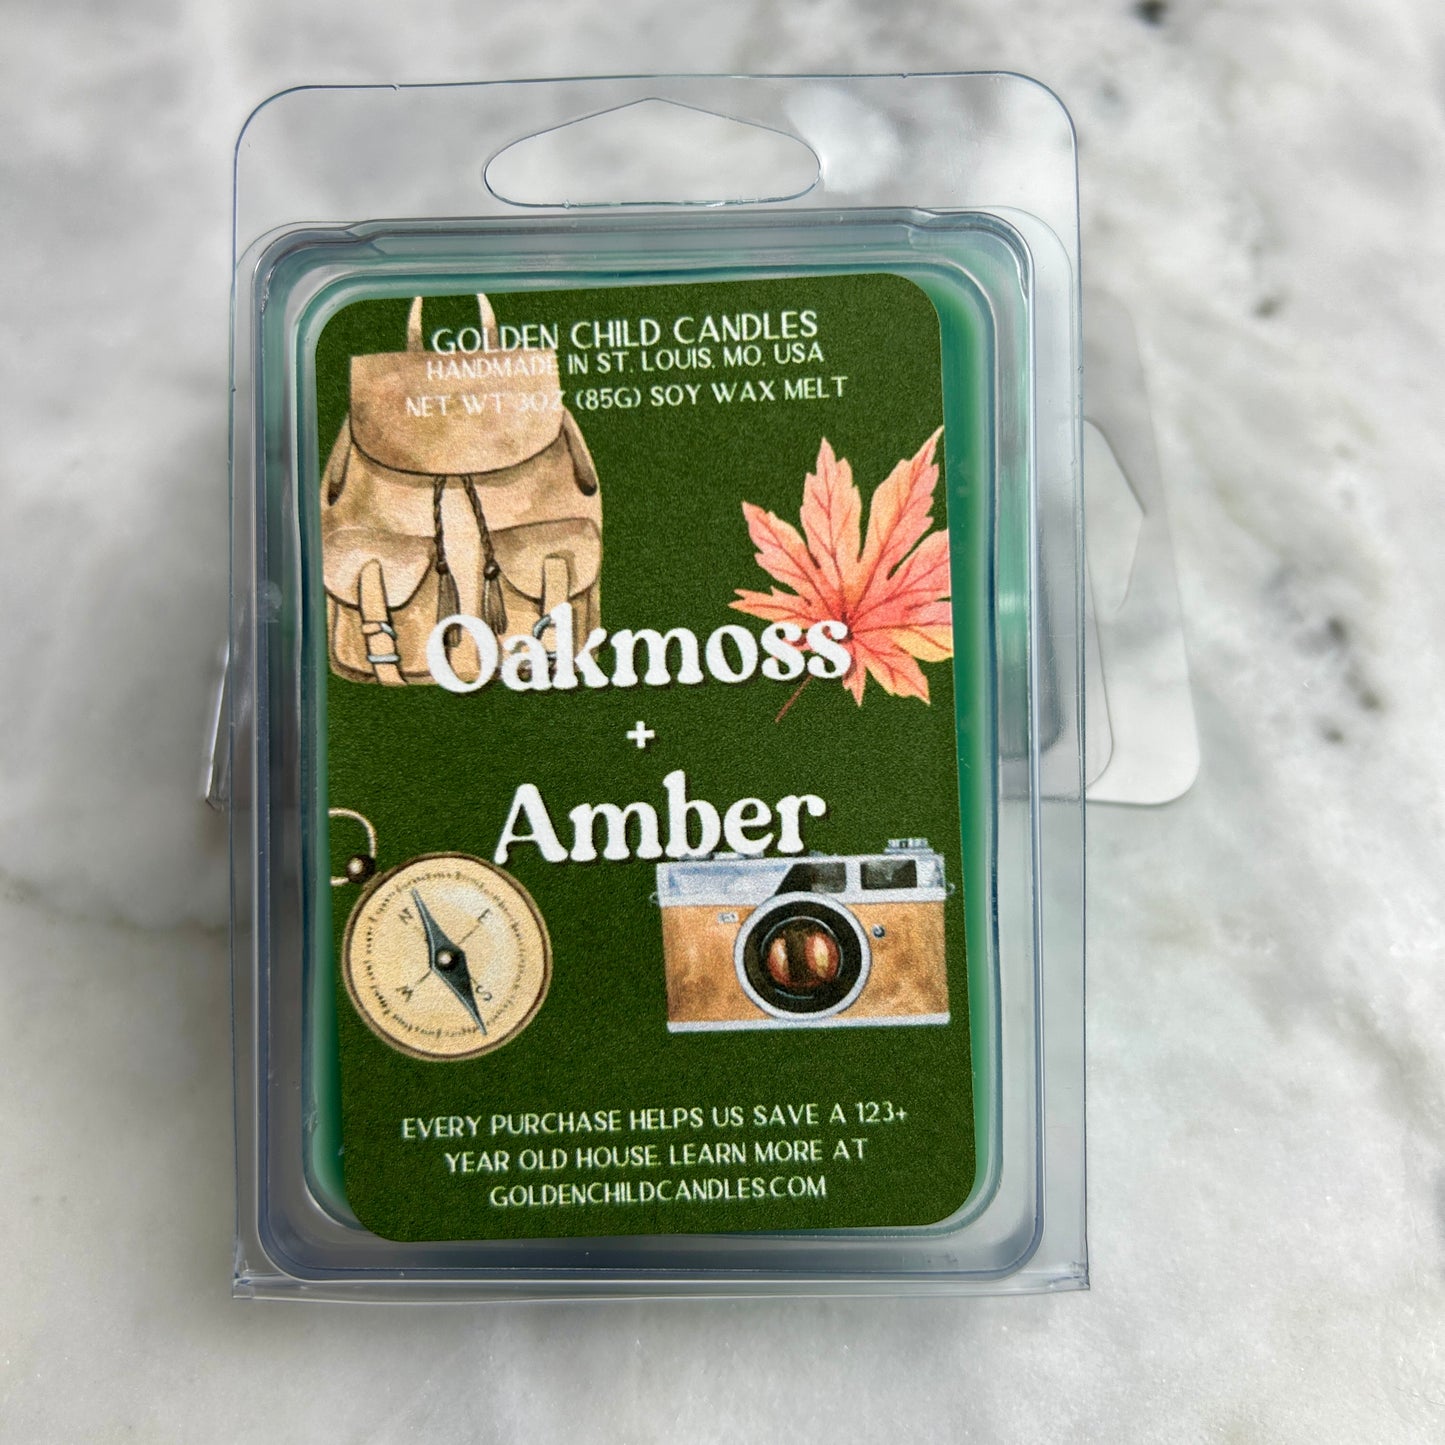 GOLDEN CHILD CANDLES
HANDMADE IN ST. LOUIS, MO. USA
NET WT 3OZ (85G) SOY WAX MELT
Oakmoss
+
Amber
N E
W S
EVERY PURCHASE HELPS US SAVE A 123+
YEAR OLD HOUSE. LEARN MORE AT
GOLDENCHILDCANDLES.COM